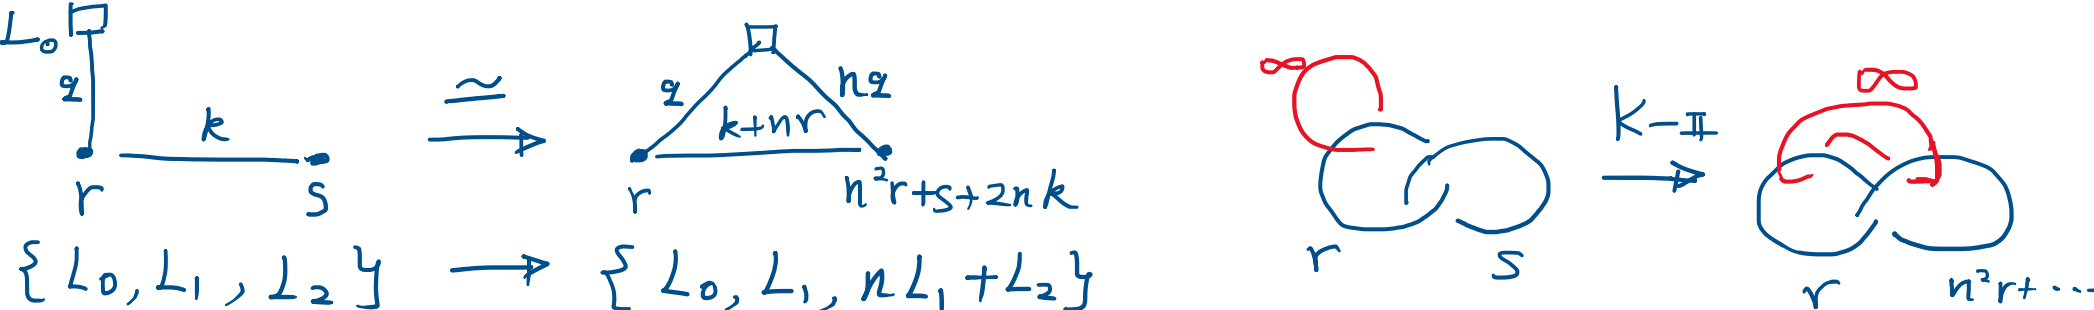 L₀
q
k
r
s
≃
q
nq
k+nr
r
n²r+s+2nk
{L₀, L₁, L₂} → {L₀, L₁, nL₁+L₂}
∞
r
s
K-II
∞
r
n²r+⋯